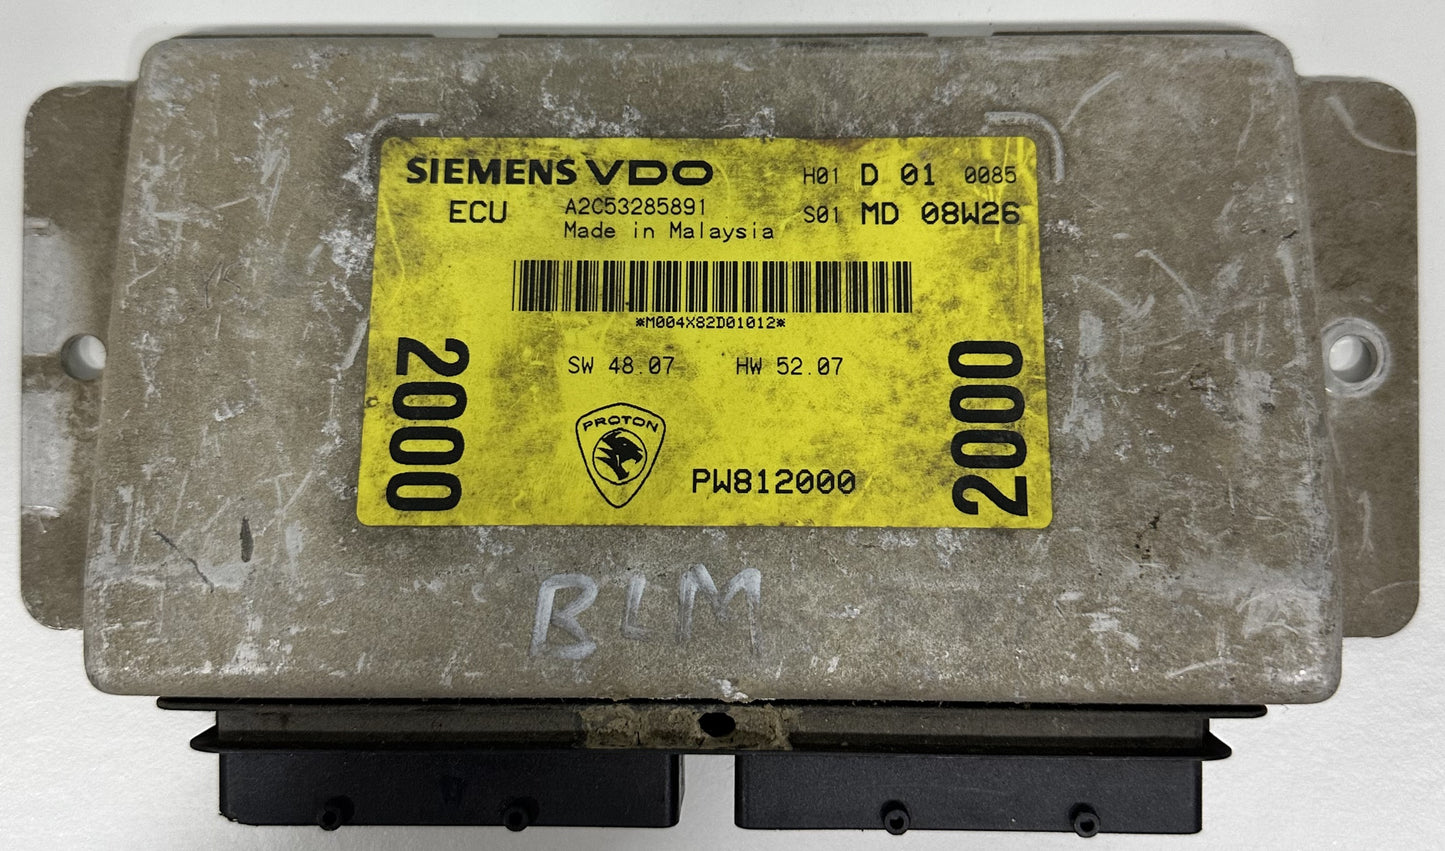 SIEMENS VDO H01 D 01 0085
ECU A2C53285891 S01 MD 08W26
Made in Malaysia
*M004X82D01012*
SW 48.07 HW 52.07
2000
2000
PROTON
PW812000
BLM